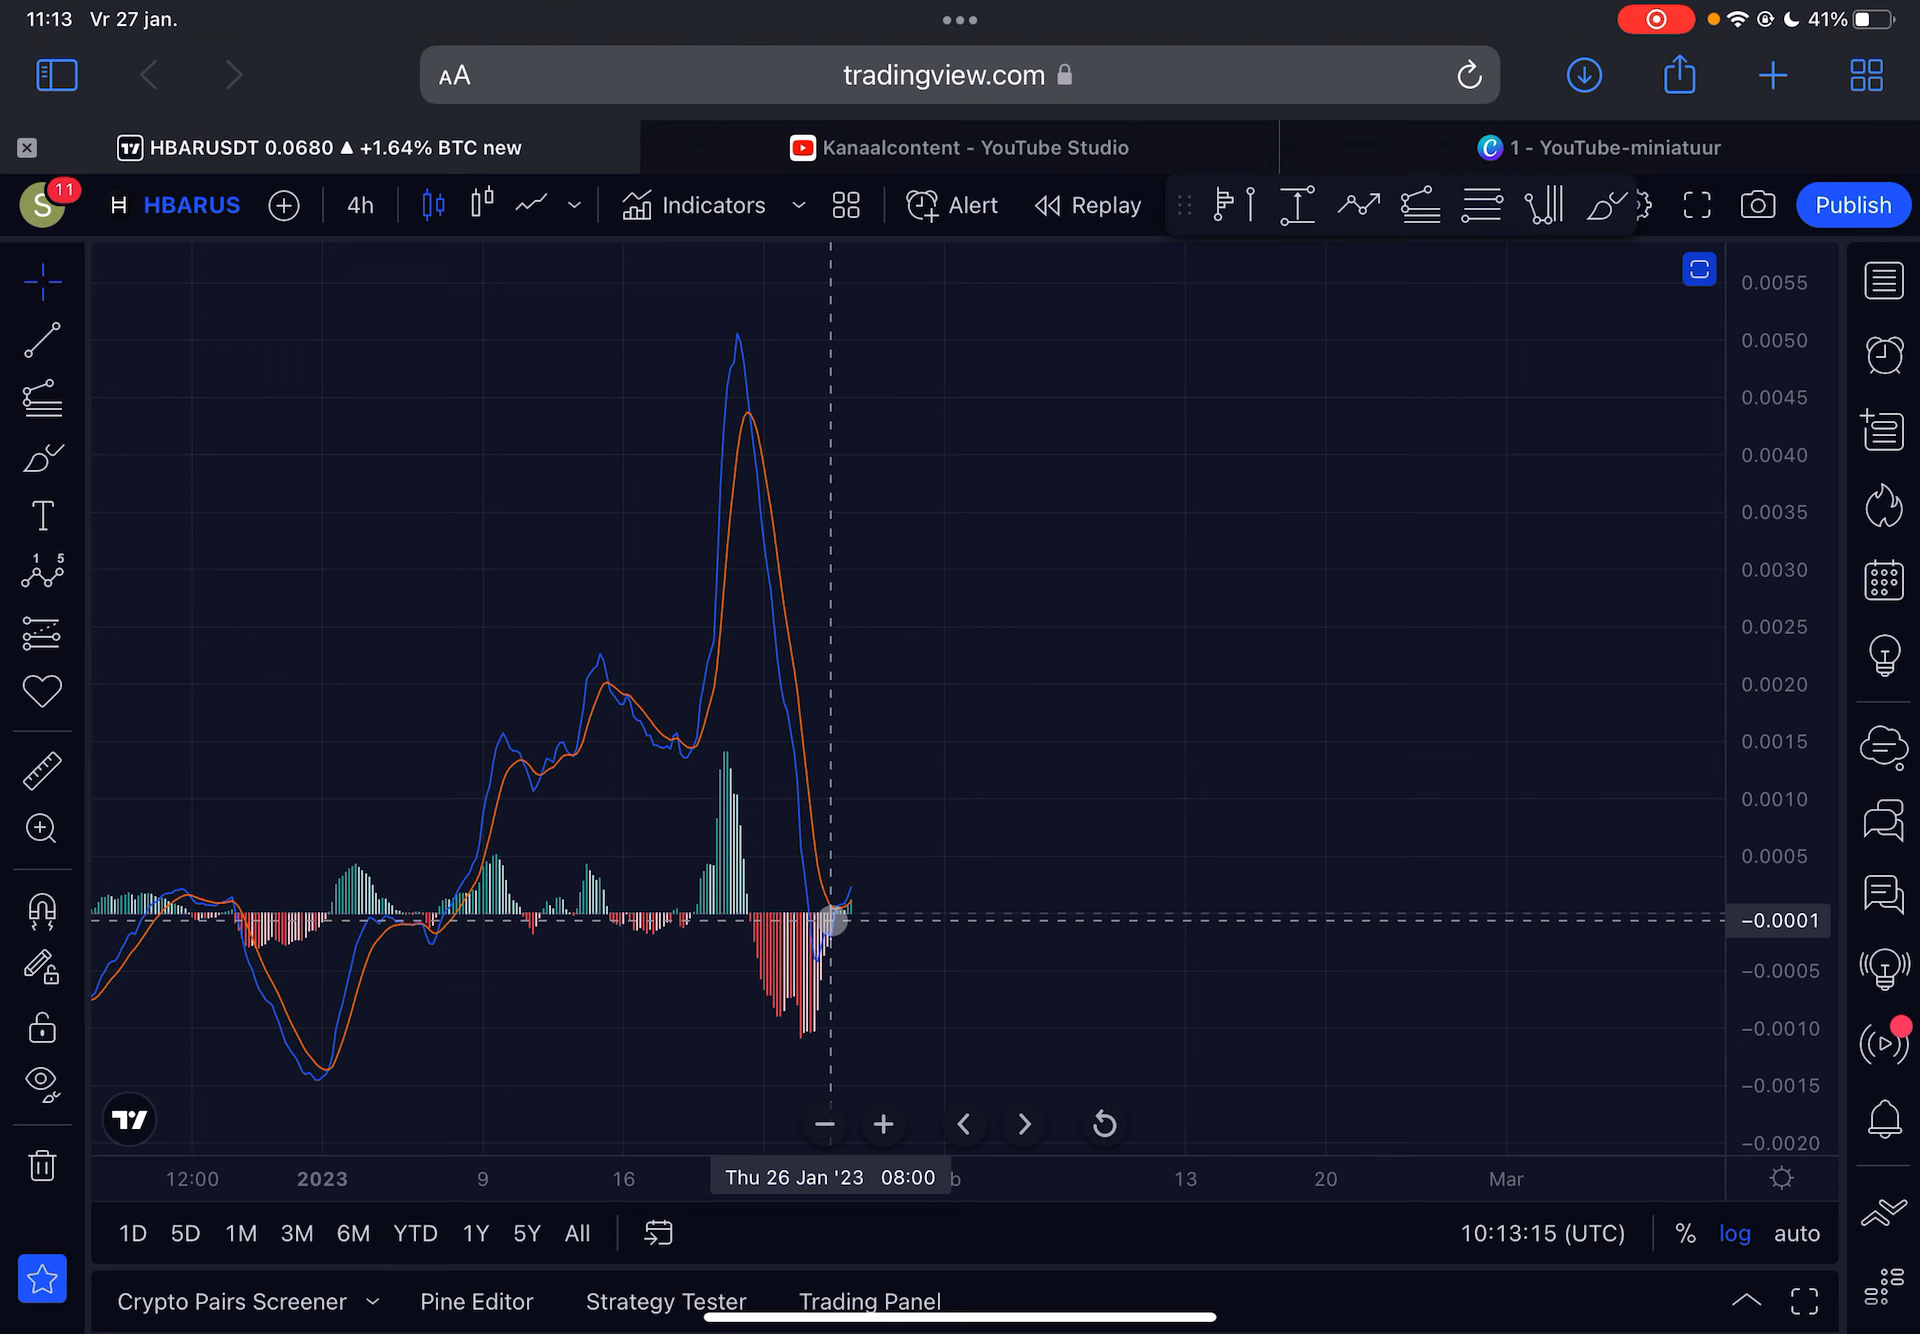 11:13 Vr 27 jan.
41%
AA tradingview.com
HBARUSDT 0.0680 ▲ +1.64% BTC new
Kanaalcontent - YouTube Studio
1 - YouTube-miniatuur
S 11 H HBARUS 4h Indicators Alert Replay Publish
0.0055
0.0050
0.0045
0.0040
0.0035
0.0030
0.0025
0.0020
0.0015
0.0010
0.0005
−0.0001
−0.0005
−0.0010
−0.0015
−0.0020
T
1 5
12:00 2023 9 16 Thu 26 Jan '23 08:00 b 13 20 Mar
1D 5D 1M 3M 6M YTD 1Y 5Y All
10:13:15 (UTC) % log auto
Crypto Pairs Screener Pine Editor Strategy Tester Trading Panel